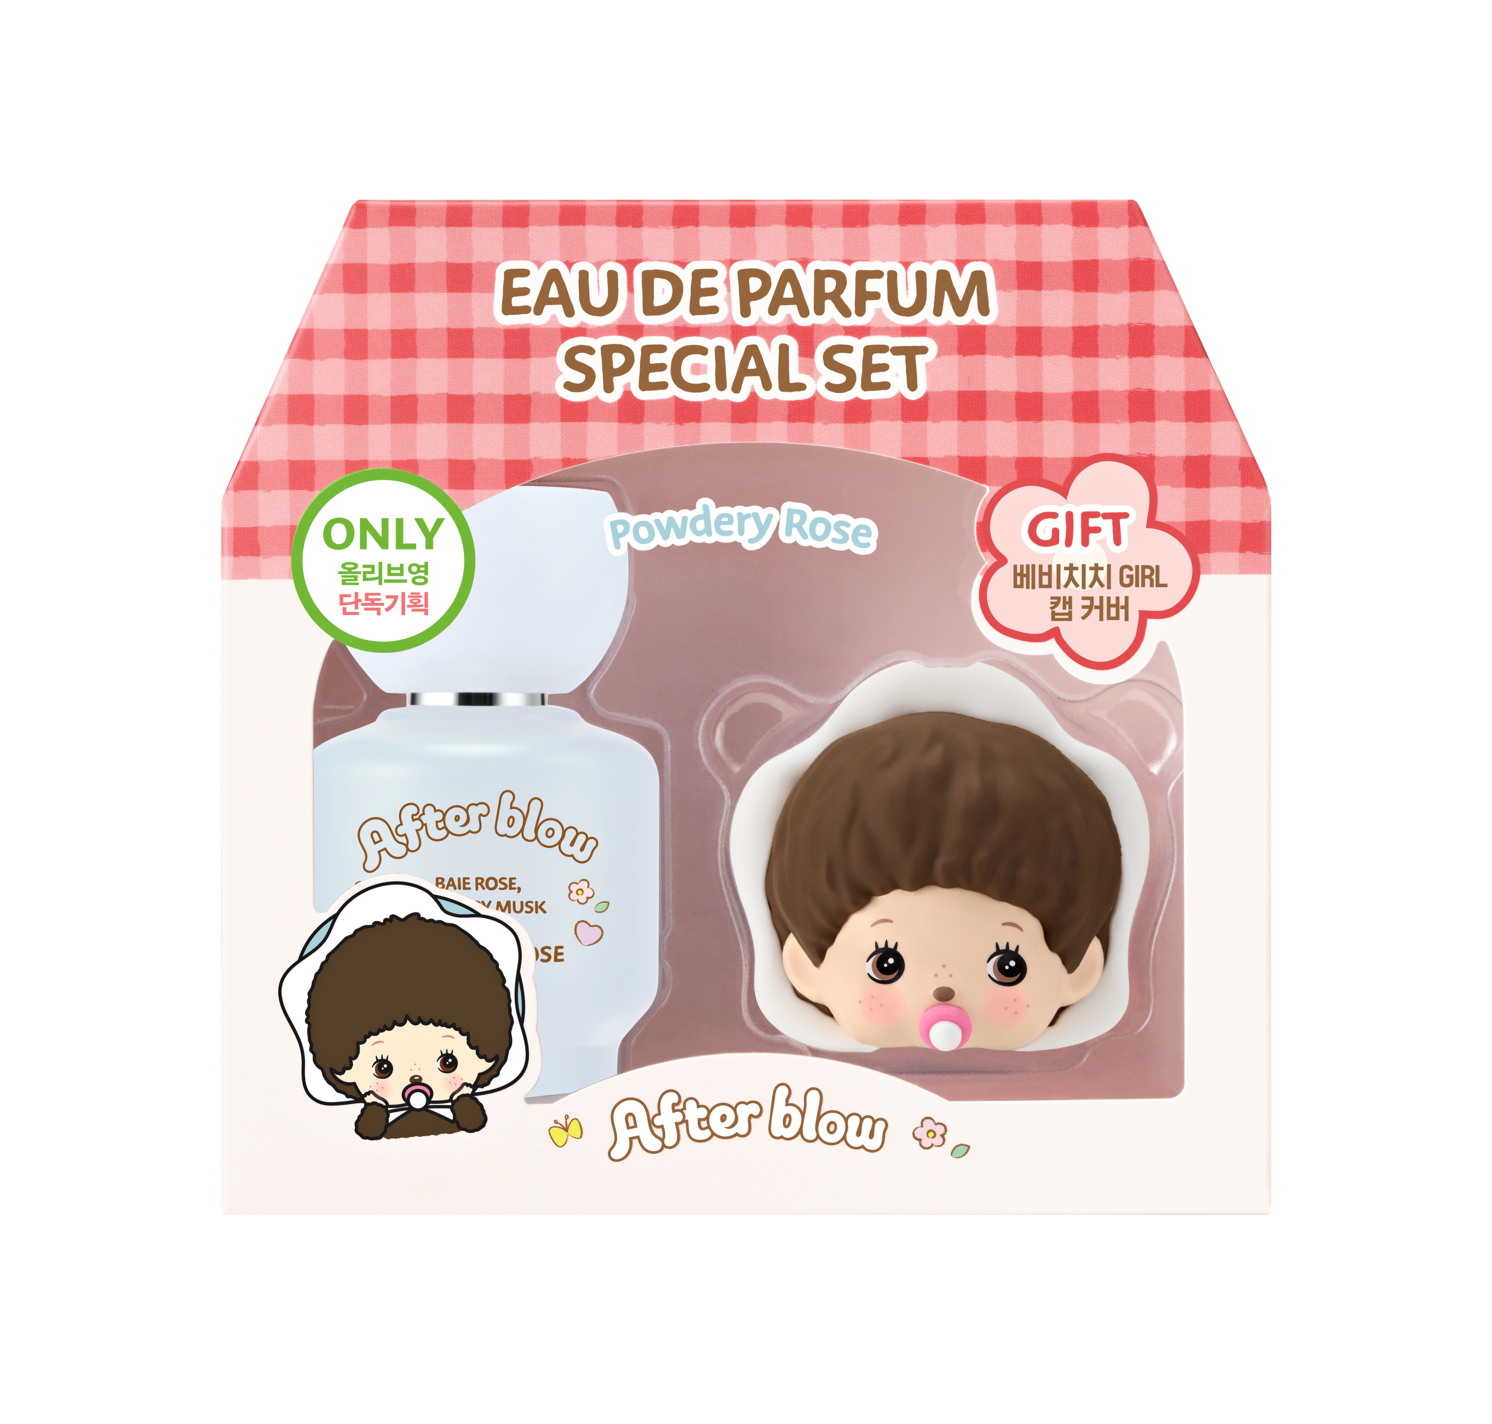 EAU DE PARFUM
SPECIAL SET
Powdery Rose
ONLY
올리브영
단독기획
GIFT
베비치치 GIRL
캡 커버
After blow
BAIE ROSE,
MUSK
After blow